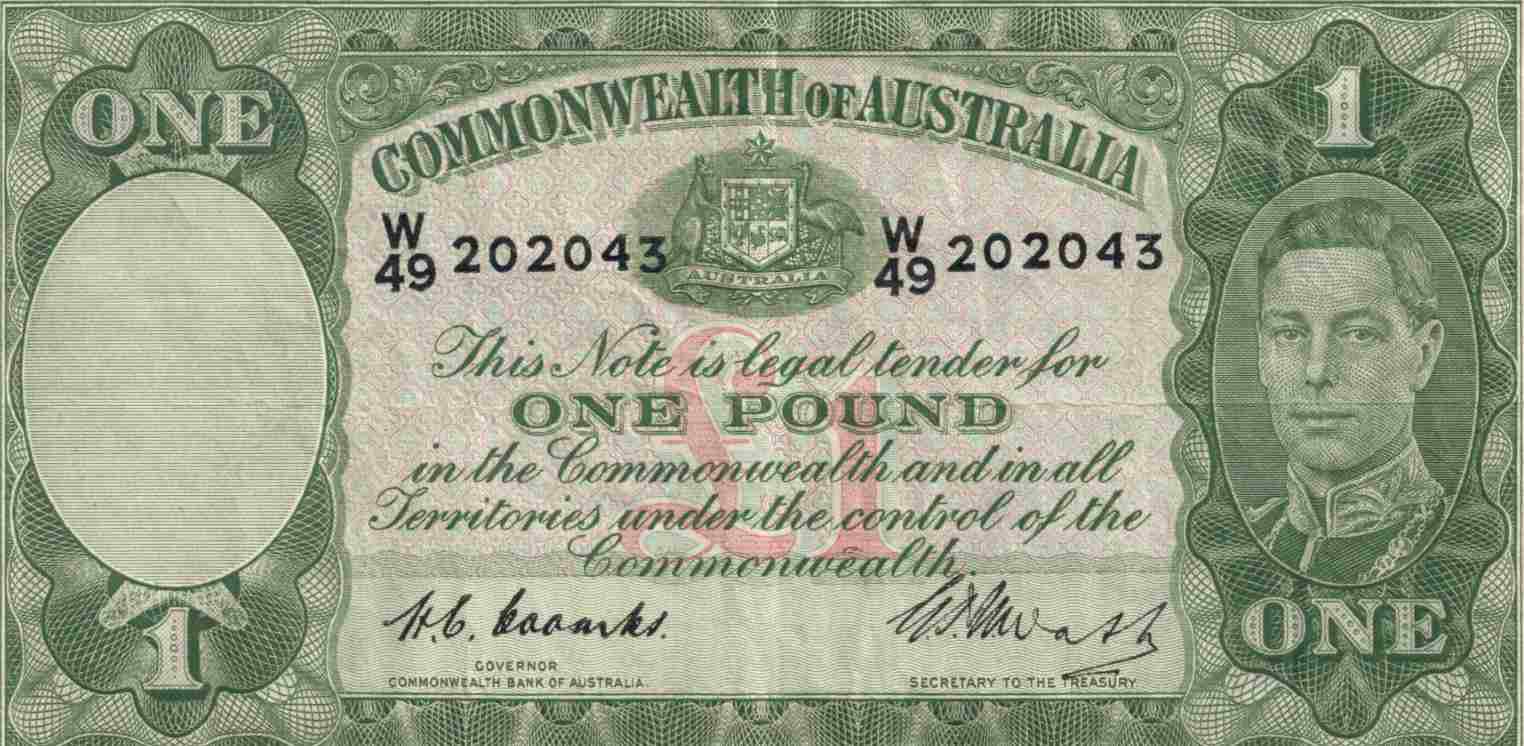 ONE
1
COMMONWEALTH OF AUSTRALIA
W
49 202043
W
49 202043
AUSTRALIA
£1
This Note is legal tender for
ONE POUND
in the Commonwealth and in all
Territories under the control of the
Commonwealth.
H.C. Coombs.
GOVERNOR
COMMONWEALTH BANK OF AUSTRALIA.
SECRETARY TO THE TREASURY
1
ONE